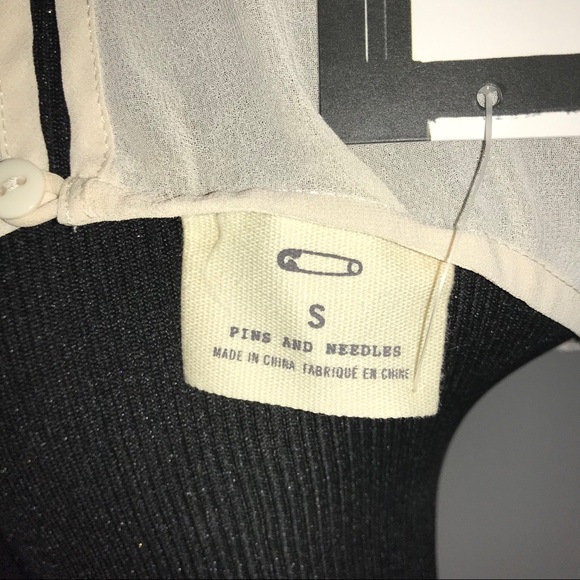 S
PINS AND NEEDLES
MADE IN CHINA FABRIQUÉ EN CHINE